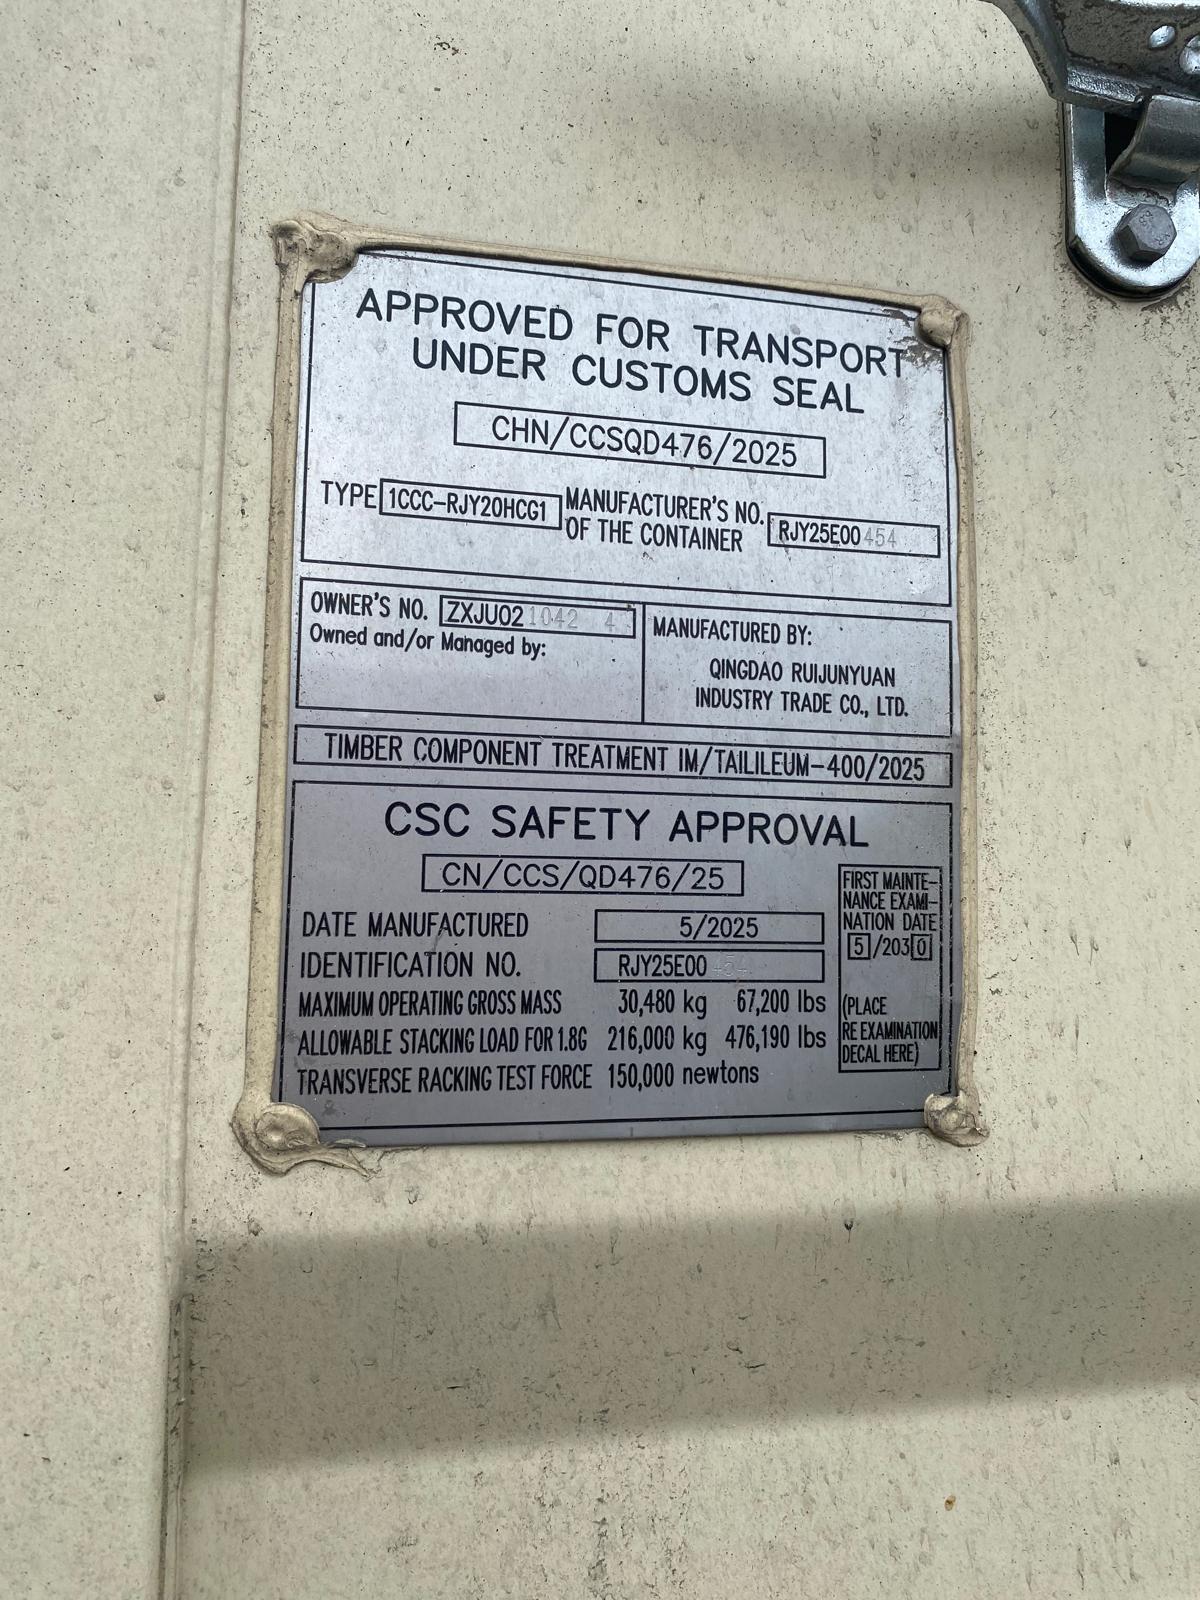 APPROVED FOR TRANSPORT
UNDER CUSTOMS SEAL
CHN/CCSQD476/2025
TYPE 1CCC-RJY20HCG1 MANUFACTURER'S NO. OF THE CONTAINER RJY25E00454
OWNER'S NO. ZXJU021042 4
Owned and/or Managed by:
MANUFACTURED BY:
QINGDAO RUIJUNYUAN
INDUSTRY TRADE CO., LTD.
TIMBER COMPONENT TREATMENT IM/TAILILEUM-400/2025
CSC SAFETY APPROVAL
CN/CCS/QD476/25
DATE MANUFACTURED 5/2025
IDENTIFICATION NO. RJY25E00454
MAXIMUM OPERATING GROSS MASS 30,480 kg 67,200 lbs
ALLOWABLE STACKING LOAD FOR 1.8G 216,000 kg 476,190 lbs
TRANSVERSE RACKING TEST FORCE 150,000 newtons
FIRST MAINTE-
NANCE EXAMI-
NATION DATE
5/2030
(PLACE
RE EXAMINATION
DECAL HERE)